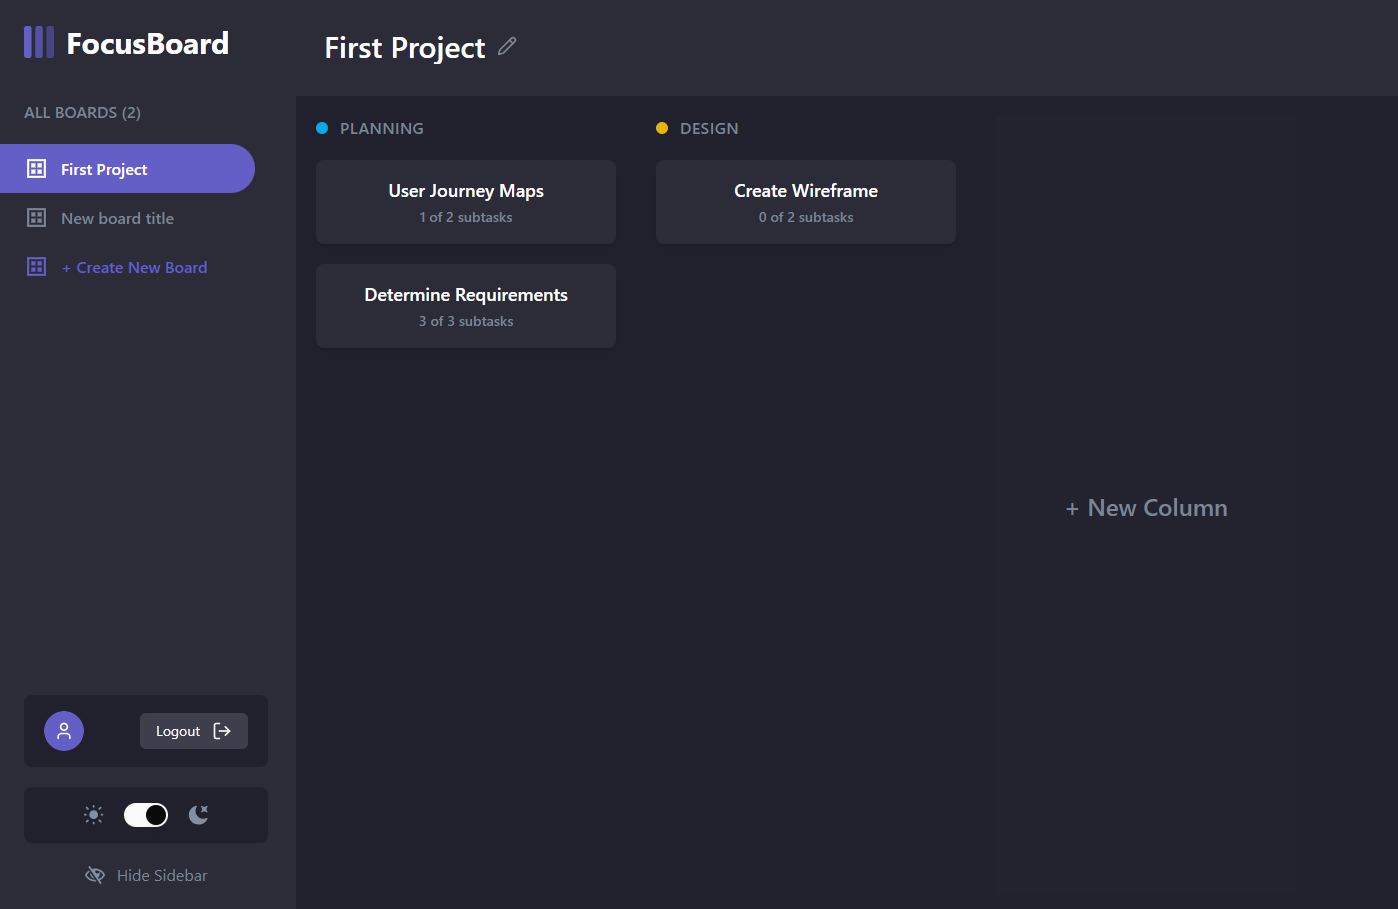 FocusBoard
ALL BOARDS (2)
First Project
New board title
+ Create New Board
Logout
Hide Sidebar
First Project
PLANNING
User Journey Maps
1 of 2 subtasks
Determine Requirements
3 of 3 subtasks
DESIGN
Create Wireframe
0 of 2 subtasks
+ New Column